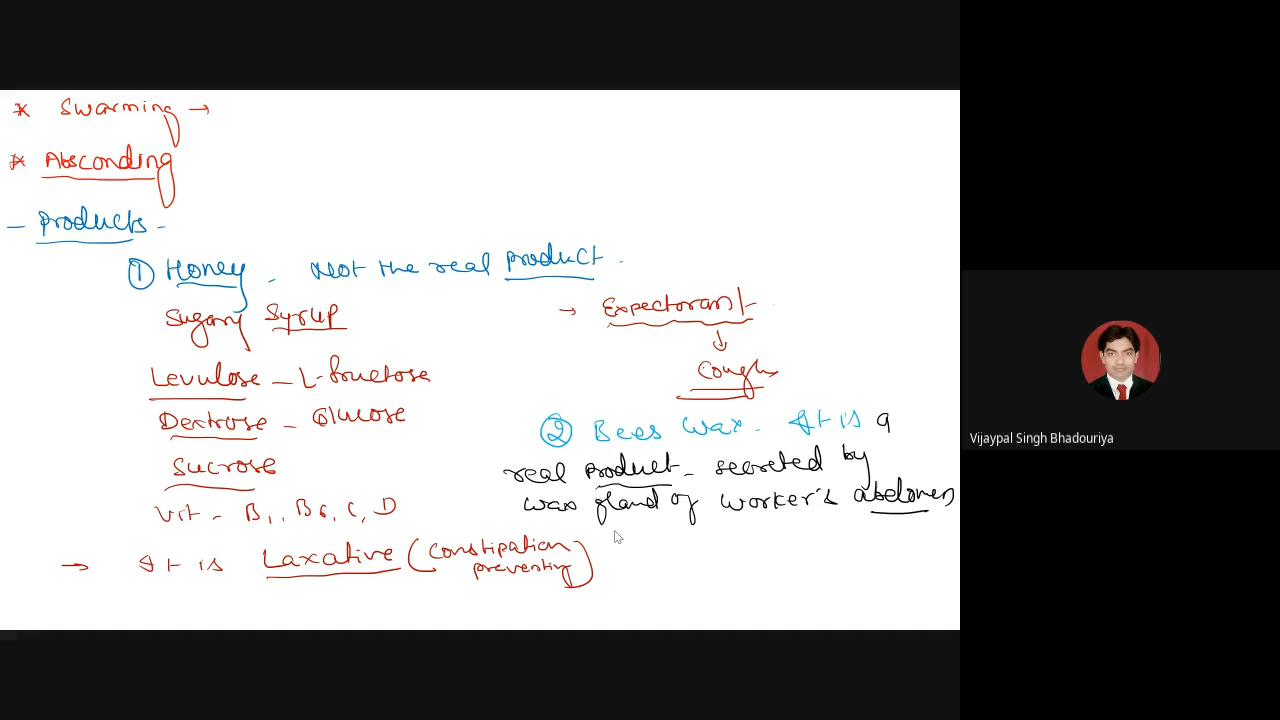 * Swarming →
* Absconding
- Products -
① Honey - Not the real product.
Sugary Syrup
Levulose - L-fructose
Dextrose - Glucose
Sucrose
Vit - B1, B6, C, D
→ It is Laxative (Constipation preventing)
→ Expectorant
↓
Cough
② Bees wax - It is a
real product - secreted by
wax gland of worker's abdomen
Vijaypal Singh Bhadouriya